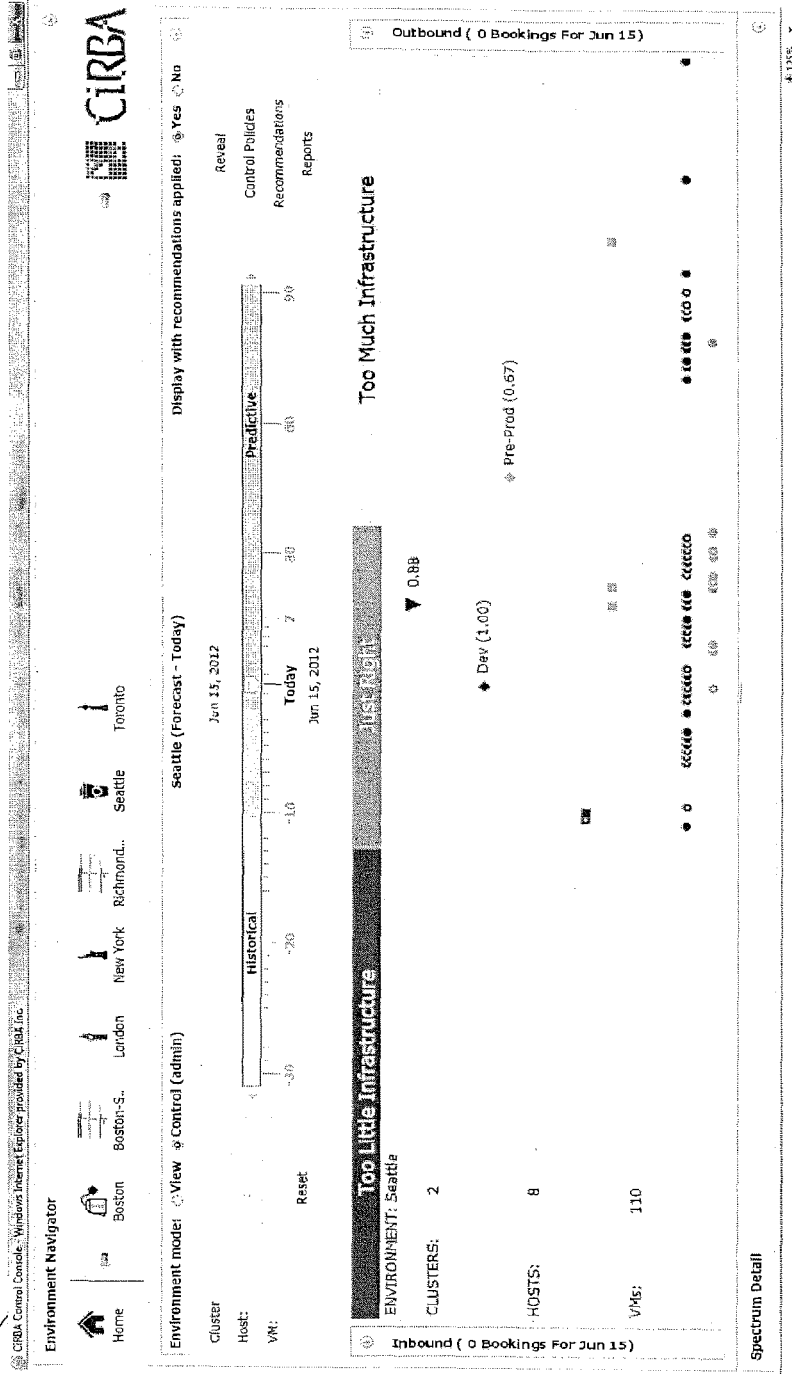 CiRBA Control Console - Windows Internet Explorer provided by CiRBA Inc
Environment Navigator
Home
Boston
Boston-S..
London
New York
Richmond...
Seattle
Toronto
CiRBA
Environment mode: View Control (admin)
Seattle (Forecast - Today)
Display with recommendations applied: Yes No
Cluster
Host:
VM:
Jun 15, 2012
Reveal
Control Policies
Recommendations
Reports
Historical
Predictive
-30 -20 -10 Today 7 30 60 90
Reset
Jun 15, 2012
Too Little Infrastructure
Just Right
Too Much Infrastructure
ENVIRONMENT: Seattle
0.88
CLUSTERS: 2
Dev (1.00)
Pre-Prod (0.67)
HOSTS: 8
VMs: 110
Inbound ( 0 Bookings For Jun 15)
Outbound ( 0 Bookings For Jun 15)
Spectrum Detail
125%